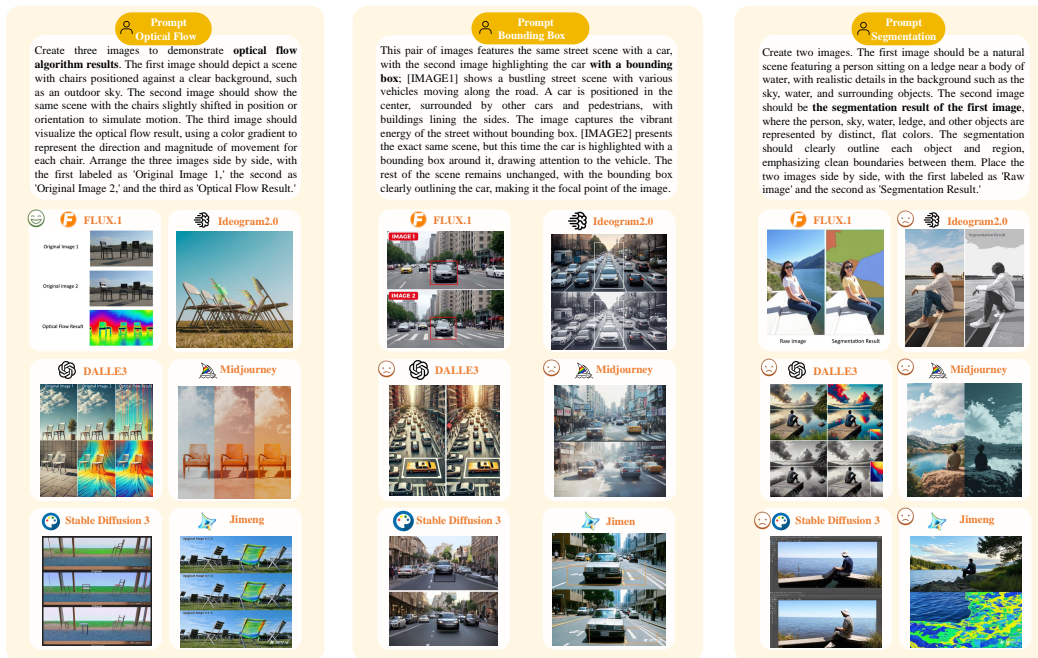 Prompt
Optical Flow
Create three images to demonstrate optical flow
algorithm results. The first image should depict a scene
with chairs positioned against a clear background, such
as an outdoor sky. The second image should show the
same scene with the chairs slightly shifted in position or
orientation to simulate motion. The third image should
visualize the optical flow result, using a color gradient to
represent the direction and magnitude of movement for
each chair. Arrange the three images side by side, with
the first labeled as 'Original Image 1,' the second as
'Original Image 2,' and the third as 'Optical Flow Result.'
FLUX.1
Ideogram2.0
Original Image 1
Original Image 2
Optical Flow Result
DALLE3
Midjourney
Original Image 1
Original Image 2
Optical Flow Result
Stable Diffusion 3
Jimeng
Prompt
Bounding Box
This pair of images features the same street scene with a car,
with the second image highlighting the car with a bounding
box; [IMAGE1] shows a bustling street scene with various
vehicles moving along the road. A car is positioned in the
center, surrounded by other cars and pedestrians, with
buildings lining the sides. The image captures the vibrant
energy of the street without bounding box. [IMAGE2] presents
the exact same scene, but this time the car is highlighted with a
bounding box around it, drawing attention to the vehicle. The
rest of the scene remains unchanged, with the bounding box
clearly outlining the car, making it the focal point of the image.
FLUX.1
Ideogram2.0
IMAGE 1
IMAGE 2
DALLE3
Midjourney
Stable Diffusion 3
Jimen
Prompt
Segmentation
Create two images. The first image should be a natural
scene featuring a person sitting on a ledge near a body of
water, with realistic details in the background such as the
sky, water, and surrounding objects. The second image
should be the segmentation result of the first image,
where the person, sky, water, ledge, and other objects are
represented by distinct, flat colors. The segmentation
should clearly outline each object and region,
emphasizing clean boundaries between them. Place the
two images side by side, with the first labeled as 'Raw
image' and the second as 'Segmentation Result.'
FLUX.1
Ideogram2.0
Raw image
Segmentation Result
Segmentation Result
DALLE3
Midjourney
Stable Diffusion 3
Jimeng